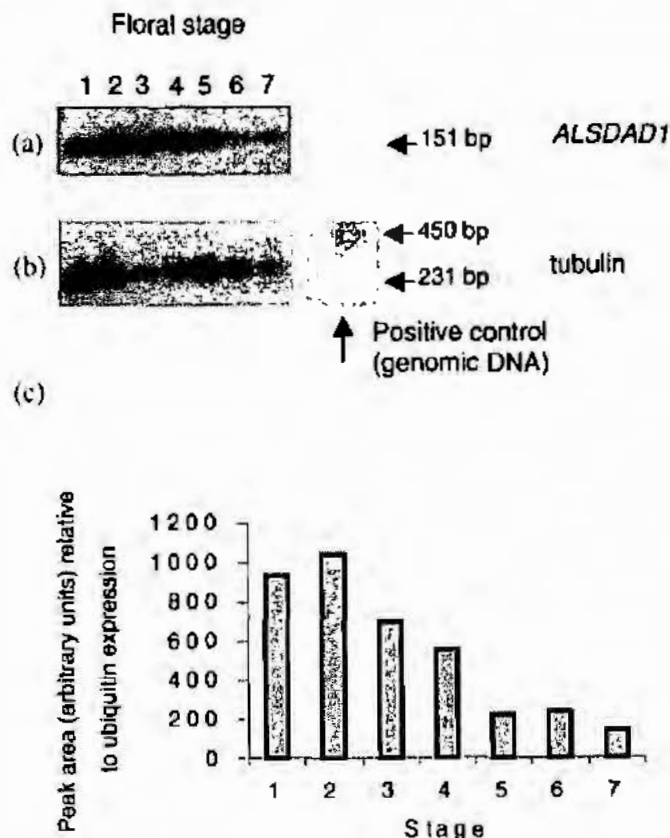 Floral stage
1 2 3 4 5 6 7
(a)
151 bp
ALSDAD1
(b)
450 bp
231 bp
tubulin
Positive control
(genomic DNA)
(c)
Peak area (arbitrary units) relative
to ubiquitin expression
1200
1000
800
600
400
200
0
1 2 3 4 5 6 7
Stage